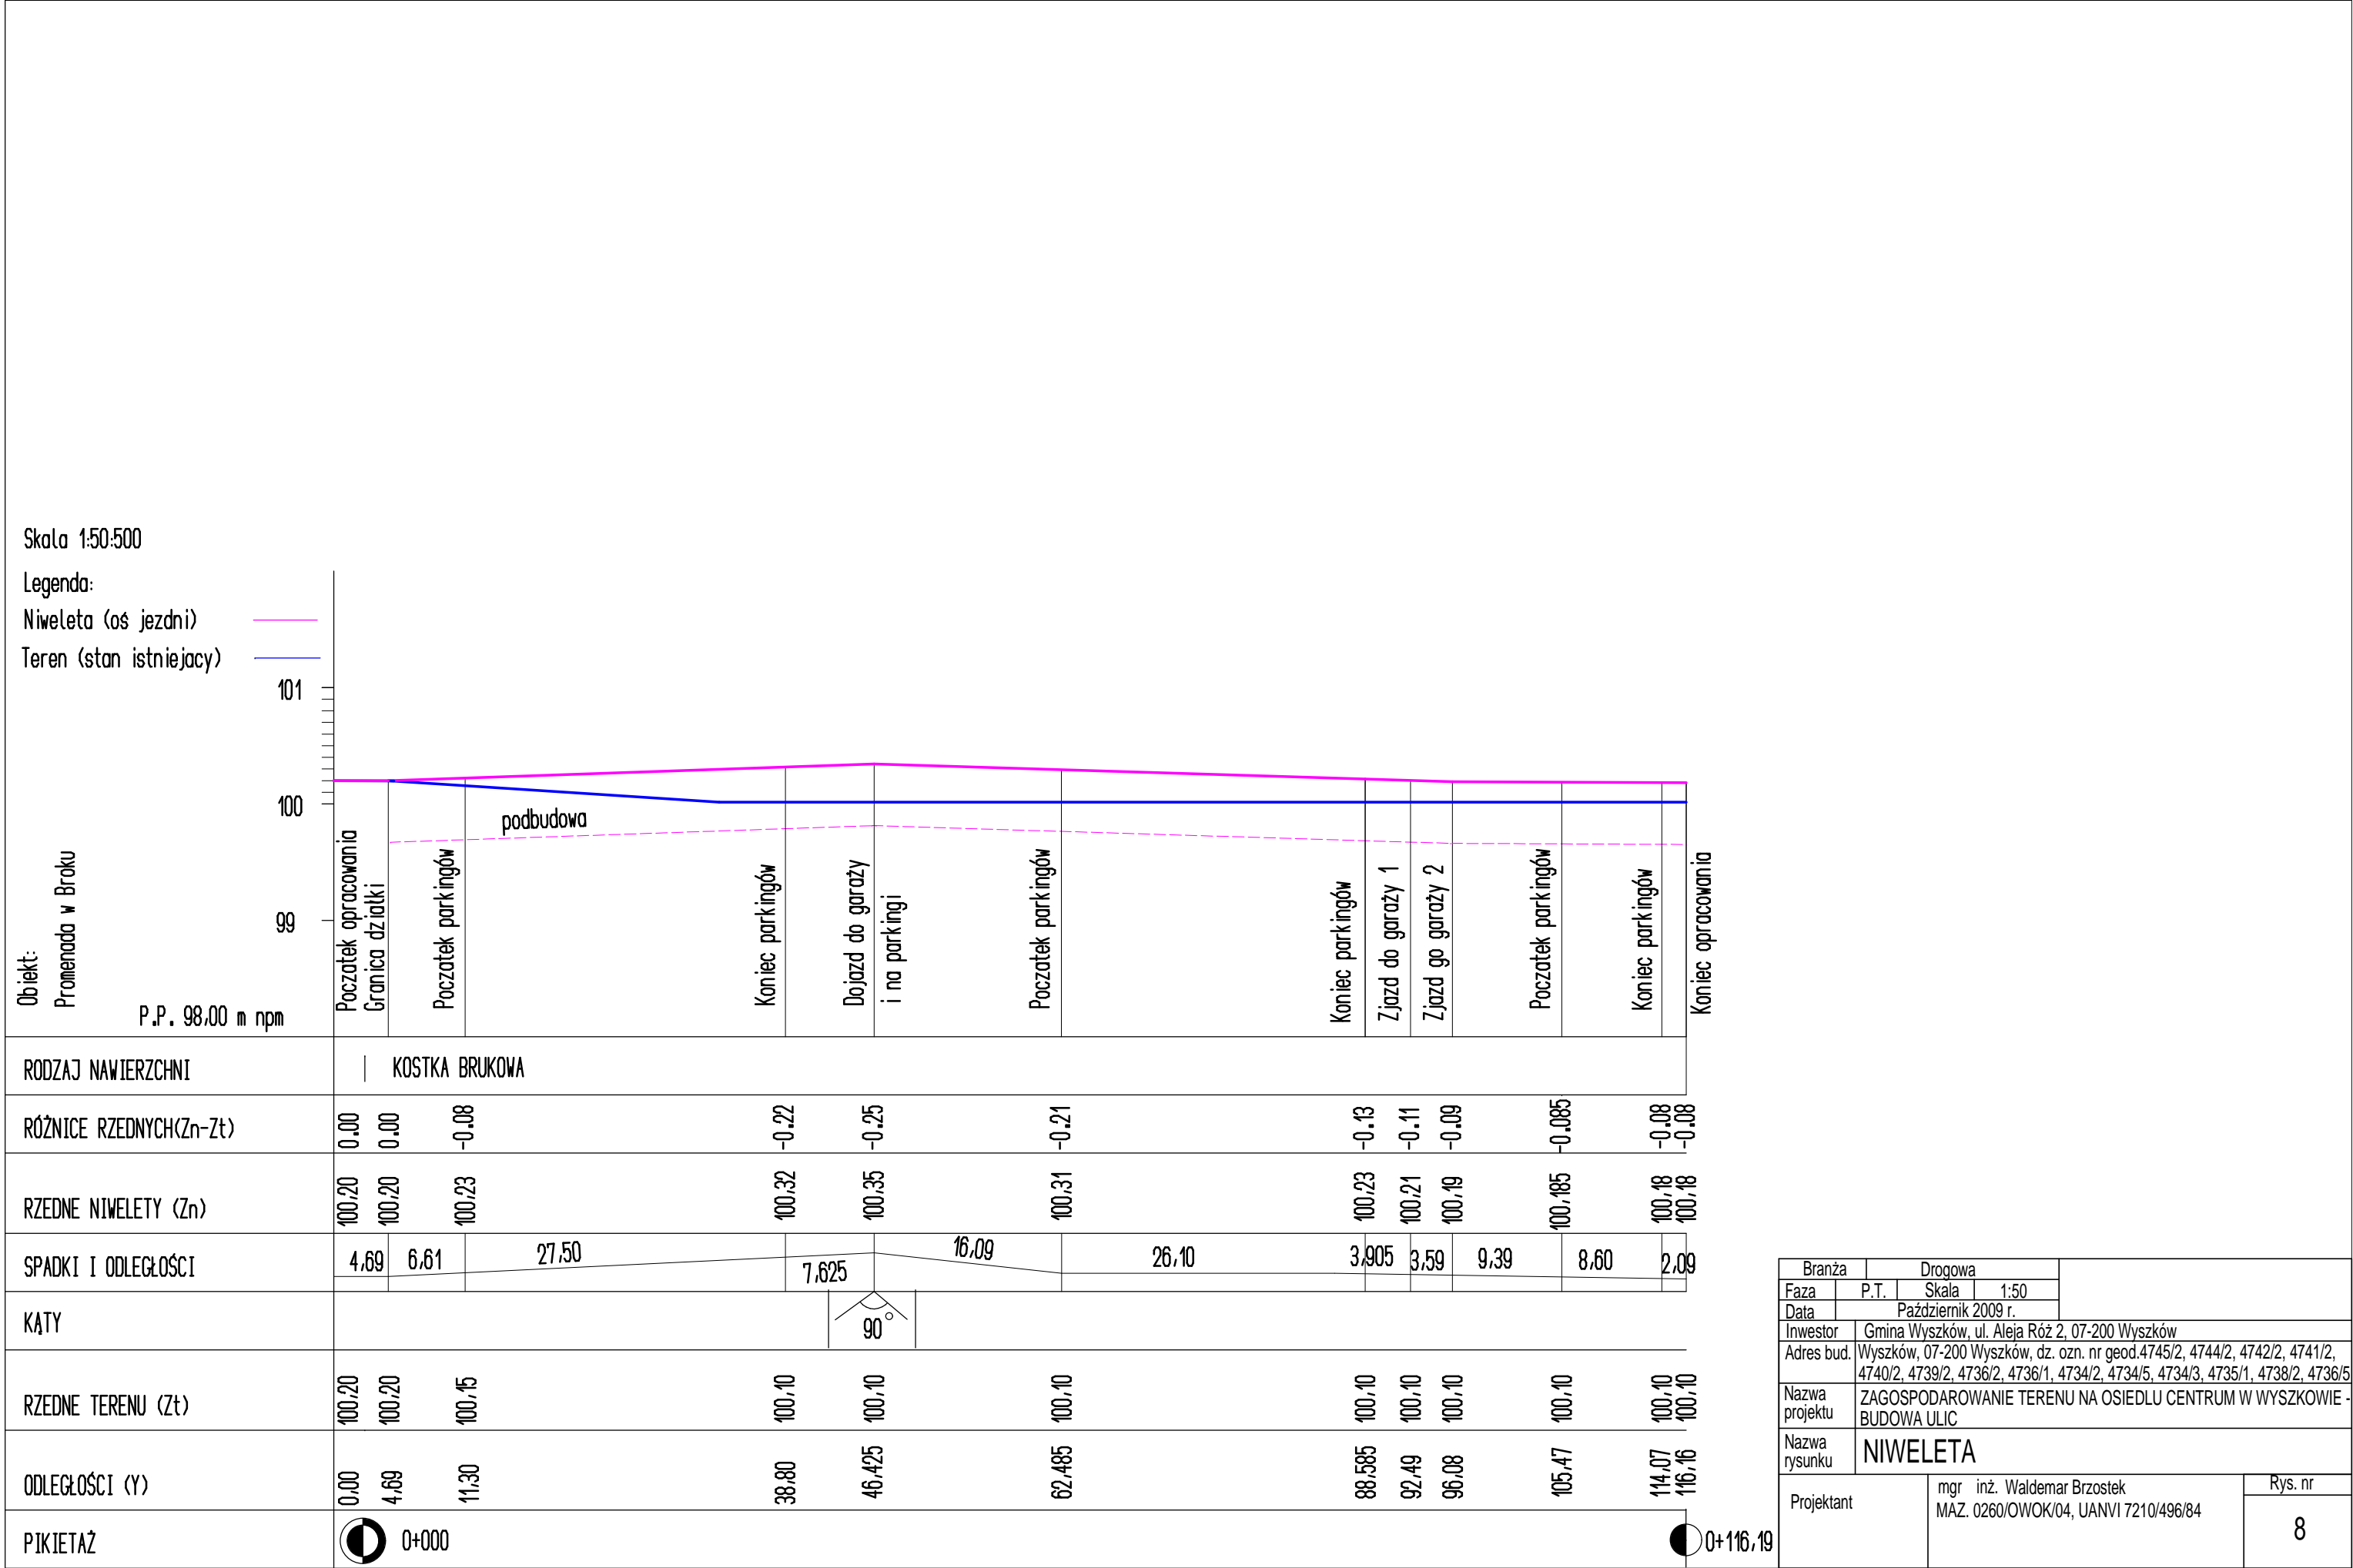 Skala 1:50:500
Legenda:
Niweleta (oś jezdni)
Teren (stan istniejacy)
101
100
99
podbudowa
Obiekt:
Promenada w Broku
P.P. 98,00 m npm
Poczatek opracowania
Granica działki
Poczatek parkingów
Koniec parkingów
Dojazd do garaży
i na parkingi
Poczatek parkingów
Koniec parkingów
Zjazd do garaży 1
Zjazd go garaży 2
Poczatek parkingów
Koniec parkingów
Koniec opracowania
RODZAJ NAWIERZCHNI KOSTKA BRUKOWA
RÓŻNICE RZEDNYCH(Zn-Zt) 0.00 0.00 -0.08 -0.22 -0.25 -0.21 -0.13 -0.11 -0.09 -0.085 -0.08 -0.08
RZEDNE NIWELETY (Zn) 100,20 100,20 100,23 100,32 100,35 100,31 100,23 100,21 100,19 100,185 100,18 100,18
SPADKI I ODLEGŁOŚCI 4,69 6,61 27,50 7,625 16,09 26,10 3,905 3,59 9,39 8,60 2,09
KĄTY 90°
RZEDNE TERENU (Zt) 100,20 100,20 100,15 100,10 100,10 100,10 100,10 100,10 100,10 100,10 100,10 100,10
ODLEGŁOŚCI (Y) 0,00 4,69 11,30 38,80 46,425 62,485 88,585 92,49 96,08 105,47 114,07 116,16
PIKIETAŻ 0+000 0+116,19
Branża Drogowa
Faza P.T. Skala 1:50
Data Październik 2009 r.
Inwestor Gmina Wyszków, ul. Aleja Róż 2, 07-200 Wyszków
Adres bud. Wyszków, 07-200 Wyszków, dz. ozn. nr geod.4745/2, 4744/2, 4742/2, 4741/2,
4740/2, 4739/2, 4736/2, 4736/1, 4734/2, 4734/5, 4734/3, 4735/1, 4738/2, 4736/5
Nazwa projektu ZAGOSPODAROWANIE TERENU NA OSIEDLU CENTRUM W WYSZKOWIE -
BUDOWA ULIC
Nazwa rysunku NIWELETA
Projektant mgr inż. Waldemar Brzostek
MAZ. 0260/OWOK/04, UANVI 7210/496/84
Rys. nr
8